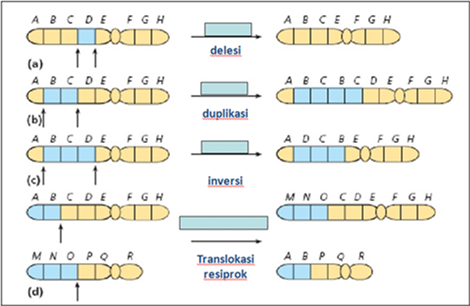 A B C D E F G H A B C E F G H
delesi
(a)
A B C D E F G H A B C B C D E F G H
duplikasi
(b)
A B C D E F G H A D C B E F G H
inversi
(c)
A B C D E F G H M N O C D E F G H
Translokasi
resiprok
M N O P Q R A B P Q R
(d)